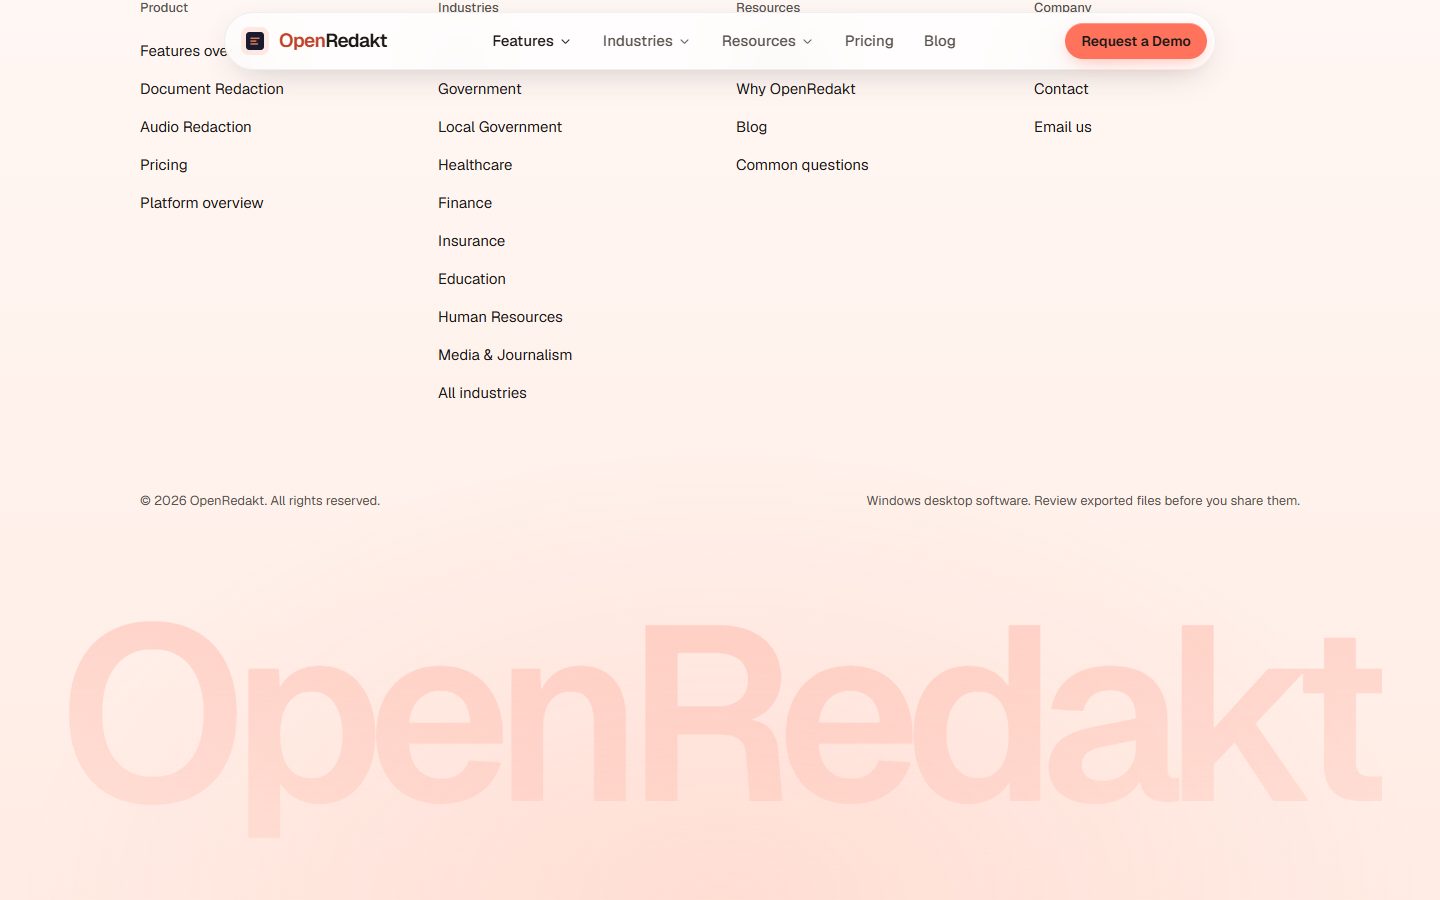 Product Industries Resources Company
OpenRedakt Features Industries Resources Pricing Blog Request a Demo
Features ove
Document Redaction Government Why OpenRedakt Contact
Audio Redaction Local Government Blog Email us
Pricing Healthcare Common questions
Platform overview Finance
Insurance
Education
Human Resources
Media & Journalism
All industries
© 2026 OpenRedakt. All rights reserved. Windows desktop software. Review exported files before you share them.
OpenRedakt